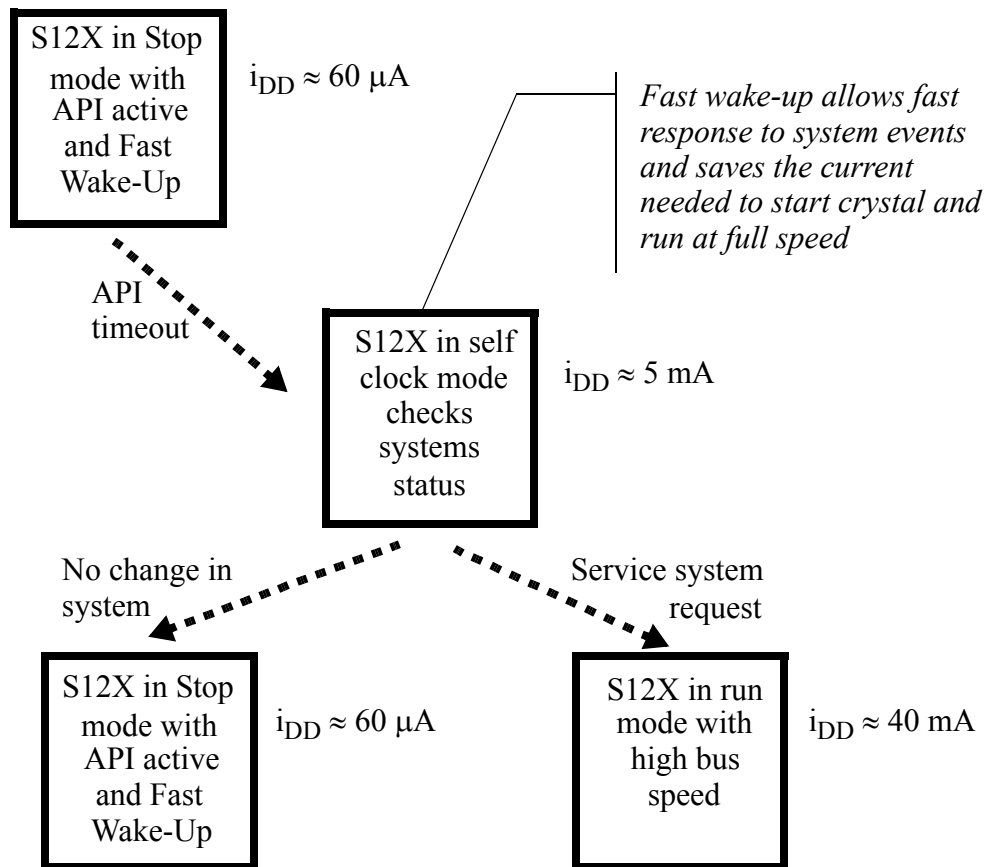 S12X in Stop
mode with
API active
and Fast
Wake-Up
iDD ≈ 60 μA
Fast wake-up allows fast
response to system events
and saves the current
needed to start crystal and
run at full speed
API
timeout
S12X in self
clock mode
checks
systems
status
iDD ≈ 5 mA
No change in
system
Service system
request
S12X in Stop
mode with
API active
and Fast
Wake-Up
iDD ≈ 60 μA
S12X in run
mode with
high bus
speed
iDD ≈ 40 mA